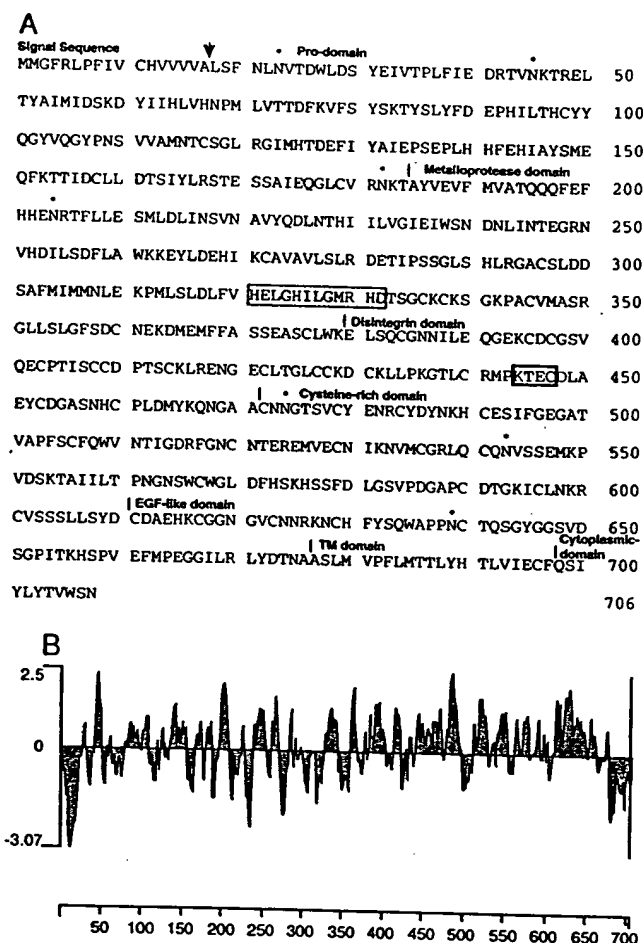 A
Signal Sequence Pro-domain
MMGFRLPFIV CHVVVVALSF NLNVTDWLDS YEIVTPLFIE DRTVNKTREL 50
TYAIMIDSKD YIIHLVHNPM LVTTDFKVFS YSKTYSLYFD EPHILTHCYY 100
QGYVQGYPNS VVAMNTCSGL RGIMHTDEFI YAIEPSEPLH HFEHIAYSME 150
Metalloprotease domain
QFKTTIDCLL DTSIYLRSTE SSAIEQGLCV RNKTAYVEVF MVATQQQFEF 200
HHENRTFLLE SMLDLINSVN AVYQDLNTHI ILVGIEIWSN DNLINTEGRN 250
VHDILSDFLA WKKEYLDEHI KCAVAVLSLR DETIPSSGLS HLRGACSLDD 300
SAFMIMMNLE KPMLSLDLFV HELGHILGMR HDTSGCKCKS GKPACVMASR 350
Disintegrin domain
GLLSLGFSDC NEKDMEMFFA SSEASCLWKE LSQCGNNILE QGEKCDCGSV 400
QECPTISCCD PTSCKLRENG ECLTGLCCKD CKLLPKGTLC RMPKTECDLA 450
Cysteine-rich domain
EYCDGASNHC PLDMYKQNGA ACNNGTSVCY ENRCYDYNKH CESIFGEGAT 500
VAPFSCFQWV NTIGDRFGNC NTEREMVECN IKNVMCGRLQ CQNVSSEMKP 550
VDSKTAIILT PNGNSWCWGL DFHSKHSSFD LGSVPDGAPC DTGKICLNKR 600
EGF-like domain
CVSSSLLSYD CDAEHKCGGN GVCNNRKNCH FYSQWAPPNC TQSGYGGSVD 650
TM domain Cytoplasmic-domain
SGPITKHSPV EFMPEGGILR LYDTNAASLM VPFLMTTLYH TLVIECFQSI 700
YLYTVWSN 706
B
2.5
0
-3.07
50 100 150 200 250 300 350 400 450 500 550 600 650 700